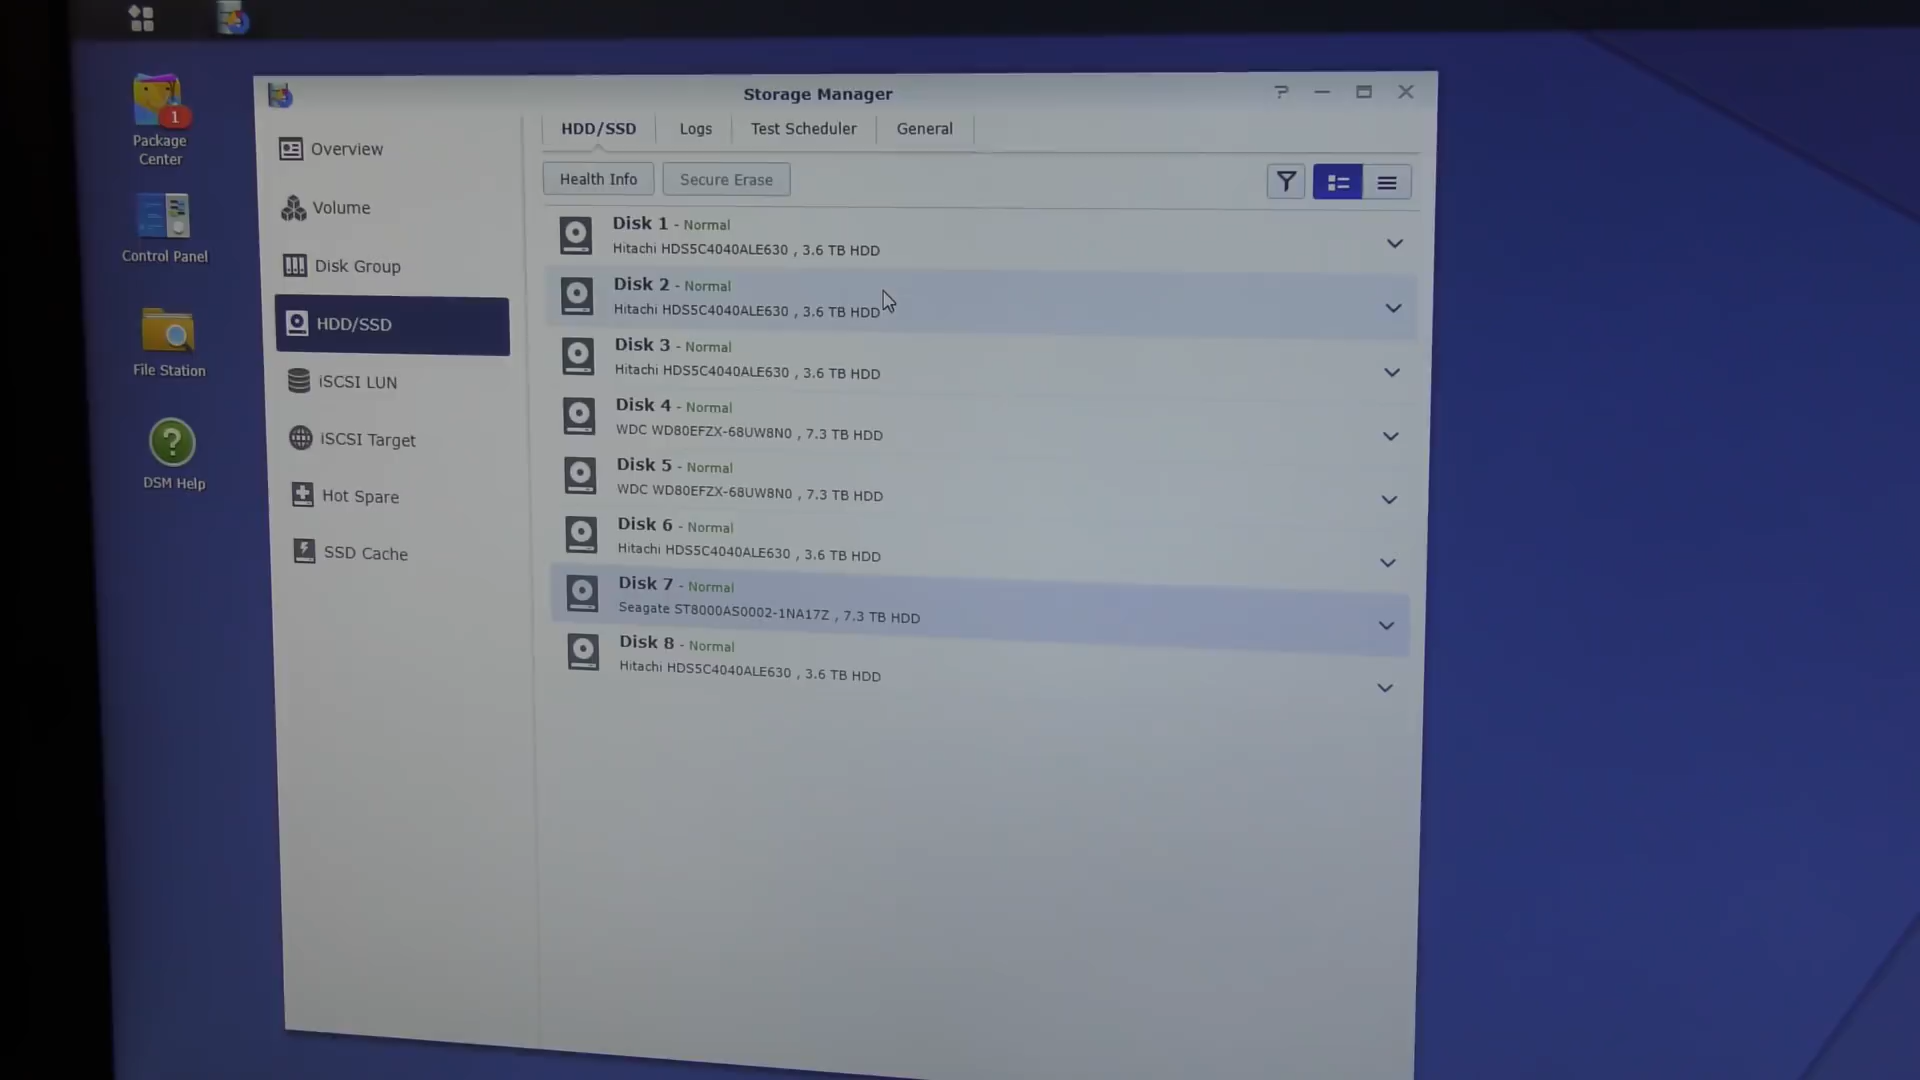 Storage Manager
Package
Center
1
Control Panel
File Station
DSM Help
Overview
Volume
Disk Group
HDD/SSD
iSCSI LUN
iSCSI Target
Hot Spare
SSD Cache
HDD/SSD
Logs
Test Scheduler
General
Health Info
Secure Erase
Disk 1 - Normal
Hitachi HDS5C4040ALE630 , 3.6 TB HDD
Disk 2 - Normal
Hitachi HDS5C4040ALE630 , 3.6 TB HDD
Disk 3 - Normal
Hitachi HDS5C4040ALE630 , 3.6 TB HDD
Disk 4 - Normal
WDC WD80EFZX-68UW8N0 , 7.3 TB HDD
Disk 5 - Normal
WDC WD80EFZX-68UW8N0 , 7.3 TB HDD
Disk 6 - Normal
Hitachi HDS5C4040ALE630 , 3.6 TB HDD
Disk 7 - Normal
Seagate ST8000AS0002-1NA17Z , 7.3 TB HDD
Disk 8 - Normal
Hitachi HDS5C4040ALE630 , 3.6 TB HDD